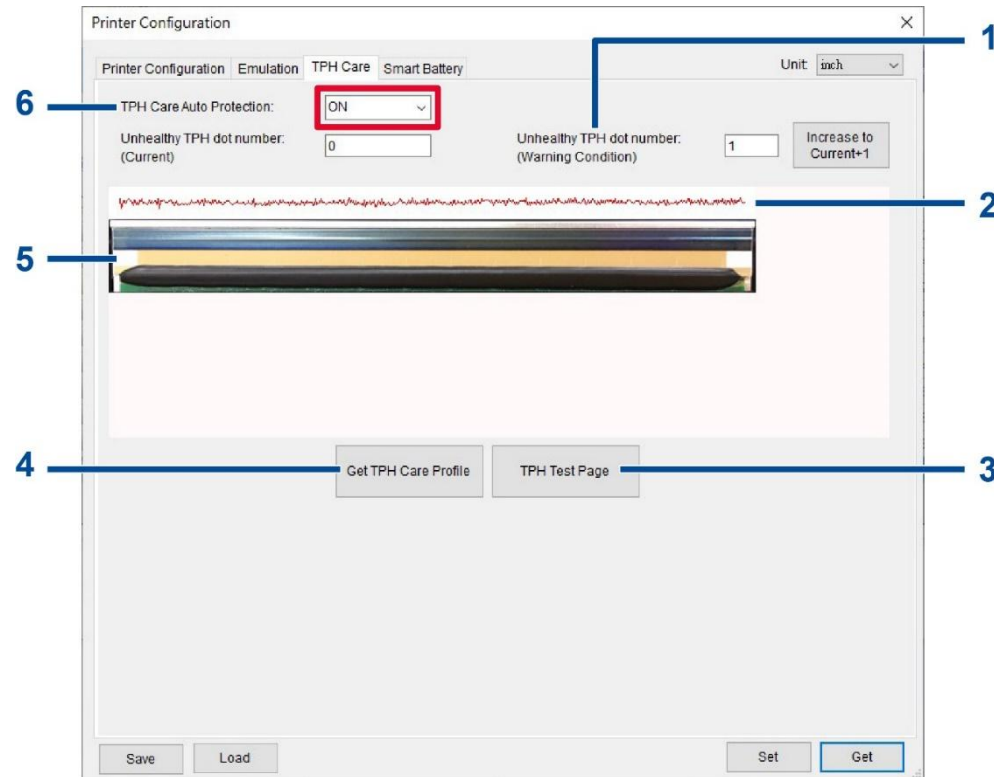 Printer Configuration
1
Printer Configuration Emulation TPH Care Smart Battery Unit: inch
6 TPH Care Auto Protection: ON
Unhealthy TPH dot number: 0 Unhealthy TPH dot number: 1 Increase to
(Current) (Warning Condition) Current+1
2
5
4 Get TPH Care Profile TPH Test Page 3
Save Load Set Get